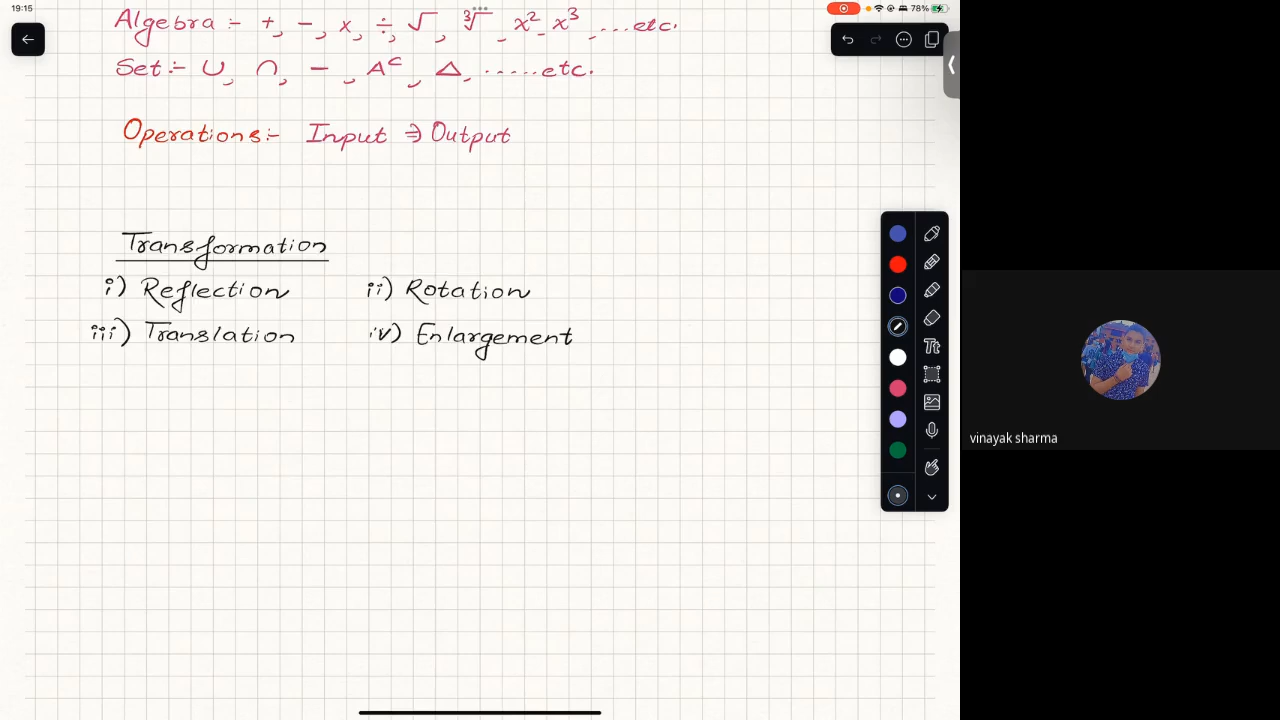 19:15
78%
Algebra :- +, -, x, ÷, √, ∛, x², x³, ....etc.
Set :- ∪, ∩, -, Aᶜ, Δ, ......etc.
Operations :- Input ⇒ Output
Transformation
i) Reflection ii) Rotation
iii) Translation iv) Enlargement
Tt
vinayak sharma